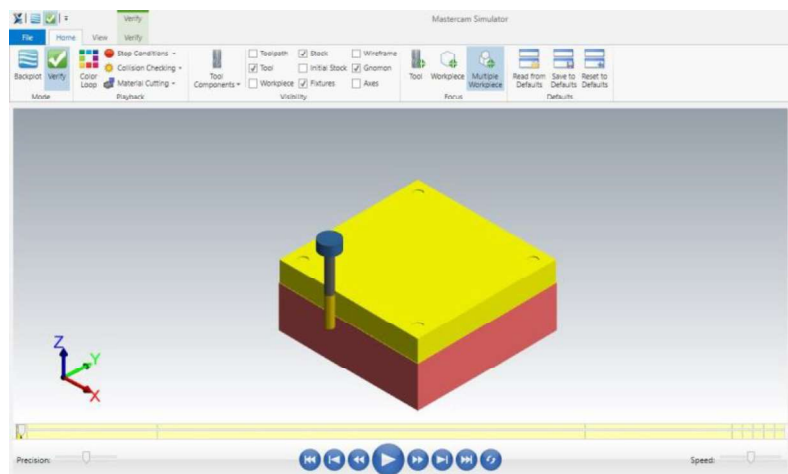 Verify
Mastercam Simulator
File Home View Verify
Backplot
Verify
Mode
Color
Loop
Stop Conditions
Collision Checking
Material Cutting
Playback
Tool
Components
Toolpath Stock Wireframe
Tool Initial Stock Gnomon
Workpiece Fixtures Axes
Visibility
Tool
Workpiece
Multiple
Workpiece
Focus
Read from
Defaults
Save to
Defaults
Reset to
Defaults
Defaults
Z
Y
X
Precision:
Speed: